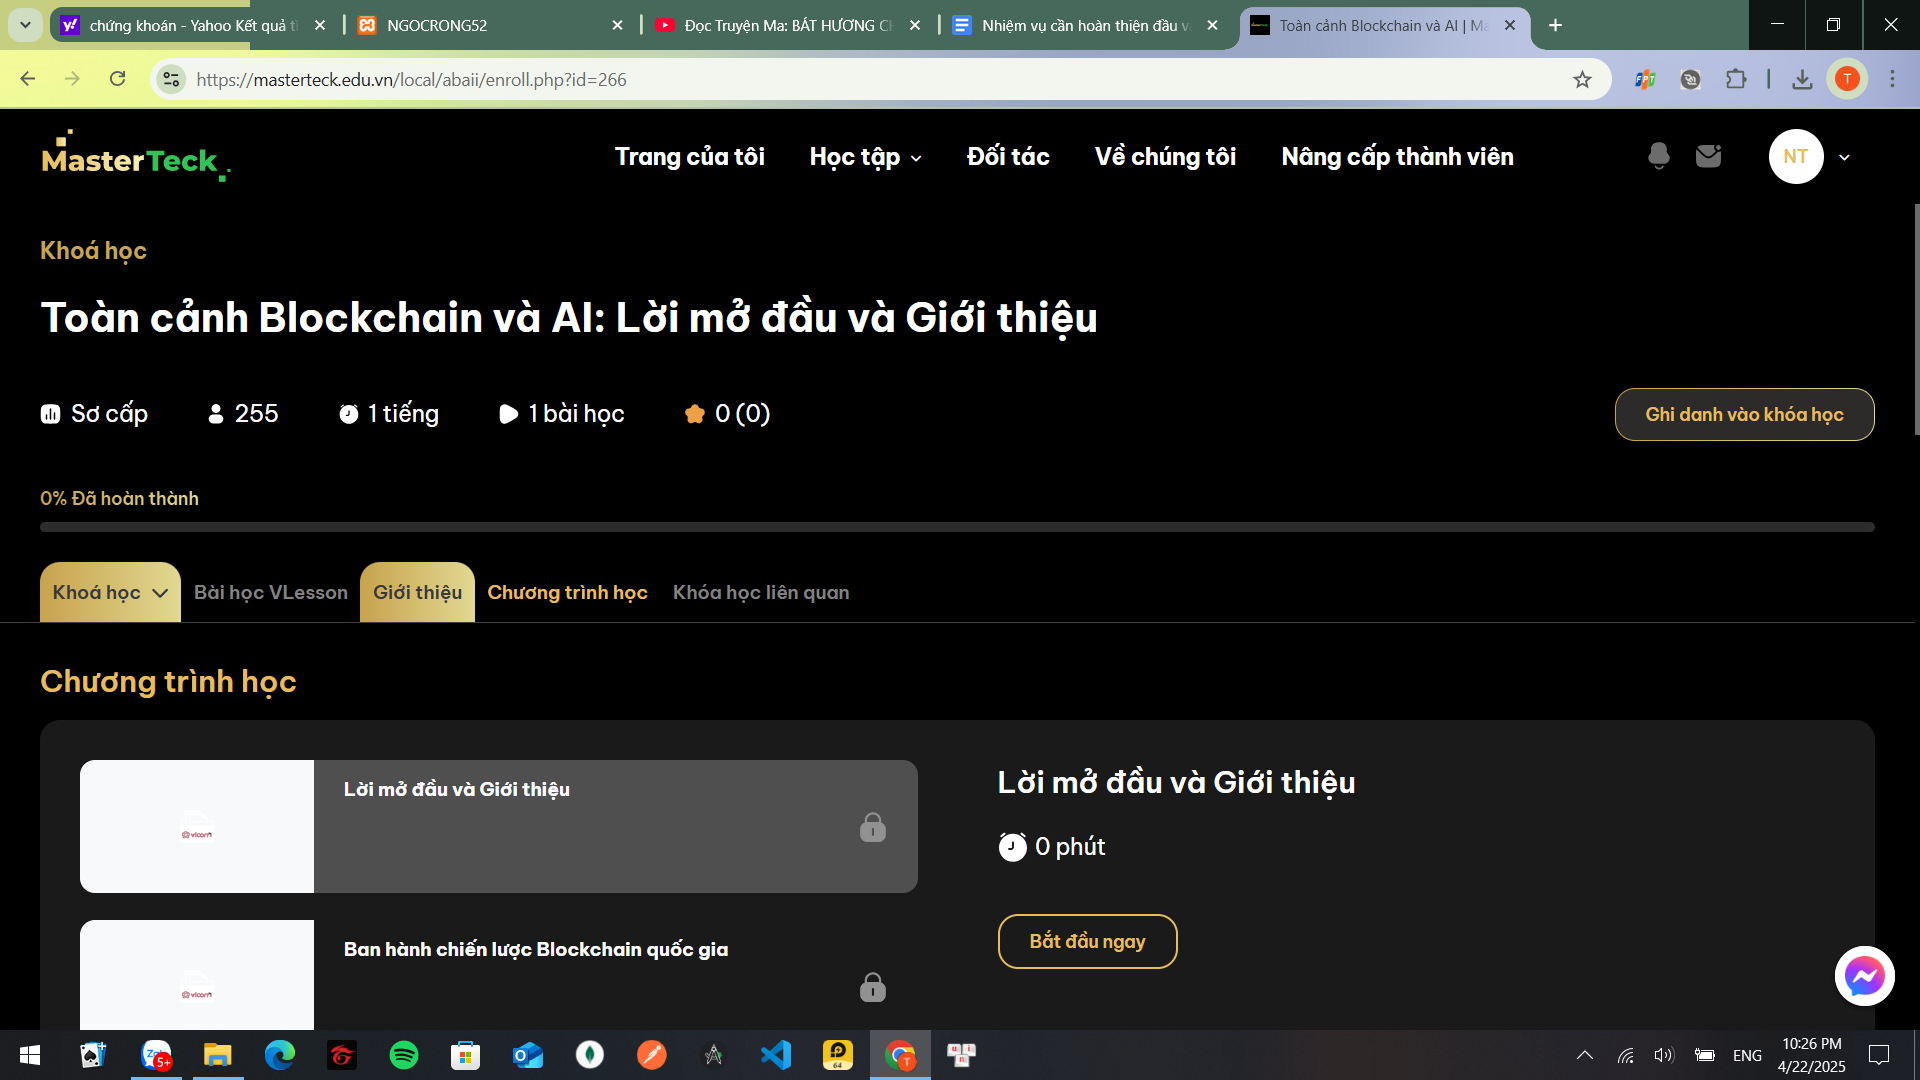 chứng khoán - Yahoo Kết quả t
NGOCRONG52
Đọc Truyện Ma: BÁT HƯƠNG C
Nhiệm vụ cần hoàn thiện đầu v
Toàn cảnh Blockchain và AI | Ma
https://masterteck.edu.vn/local/abaii/enroll.php?id=266
FPT
T
MasterTeck
Trang của tôi
Học tập
Đối tác
Về chúng tôi
Nâng cấp thành viên
NT
Khoá học
Toàn cảnh Blockchain và AI: Lời mở đầu và Giới thiệu
Sơ cấp
255
1 tiếng
1 bài học
0 (0)
Ghi danh vào khóa học
0% Đã hoàn thành
Khoá học
Bài học VLesson
Giới thiệu
Chương trình học
Khóa học liên quan
Chương trình học
Lời mở đầu và Giới thiệu
Lời mở đầu và Giới thiệu
0 phút
Bắt đầu ngay
Ban hành chiến lược Blockchain quốc gia
5+
64
T
ENG
10:26 PM
4/22/2025